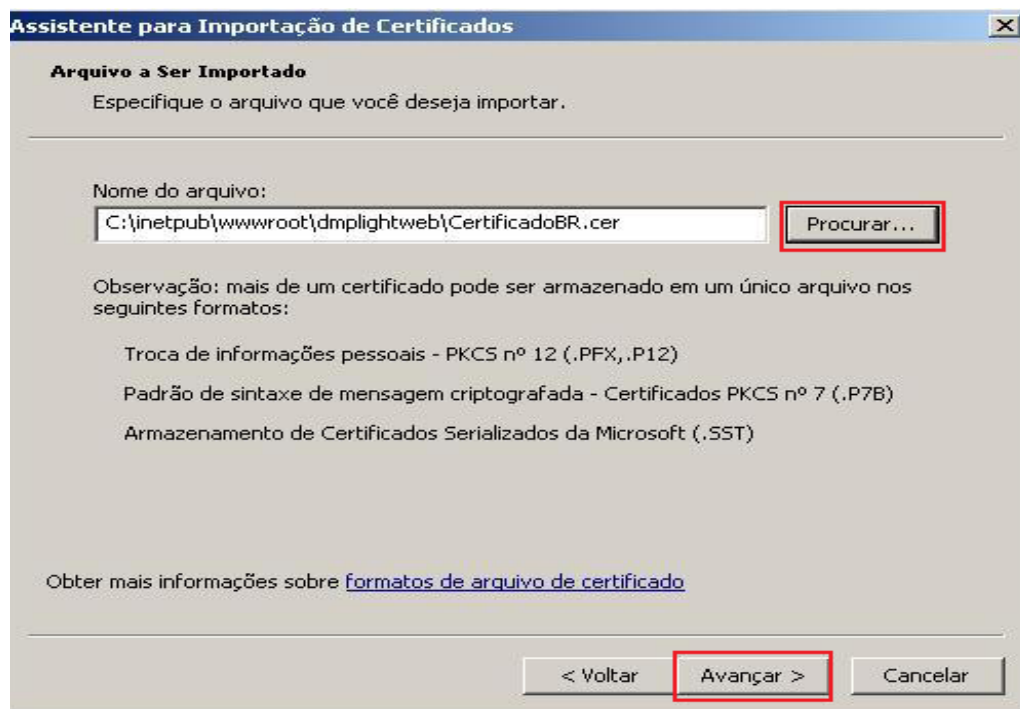 Assistente para Importação de Certificados
Arquivo a Ser Importado
Especifique o arquivo que você deseja importar.
Nome do arquivo:
C:\inetpub\wwwroot\dmplightweb\CertificadoBR.cer
Procurar...
Observação: mais de um certificado pode ser armazenado em um único arquivo nos
seguintes formatos:
Troca de informações pessoais - PKCS nº 12 (.PFX,.P12)
Padrão de sintaxe de mensagem criptografada - Certificados PKCS nº 7 (.P7B)
Armazenamento de Certificados Serializados da Microsoft (.SST)
Obter mais informações sobre formatos de arquivo de certificado
< Voltar
Avançar >
Cancelar